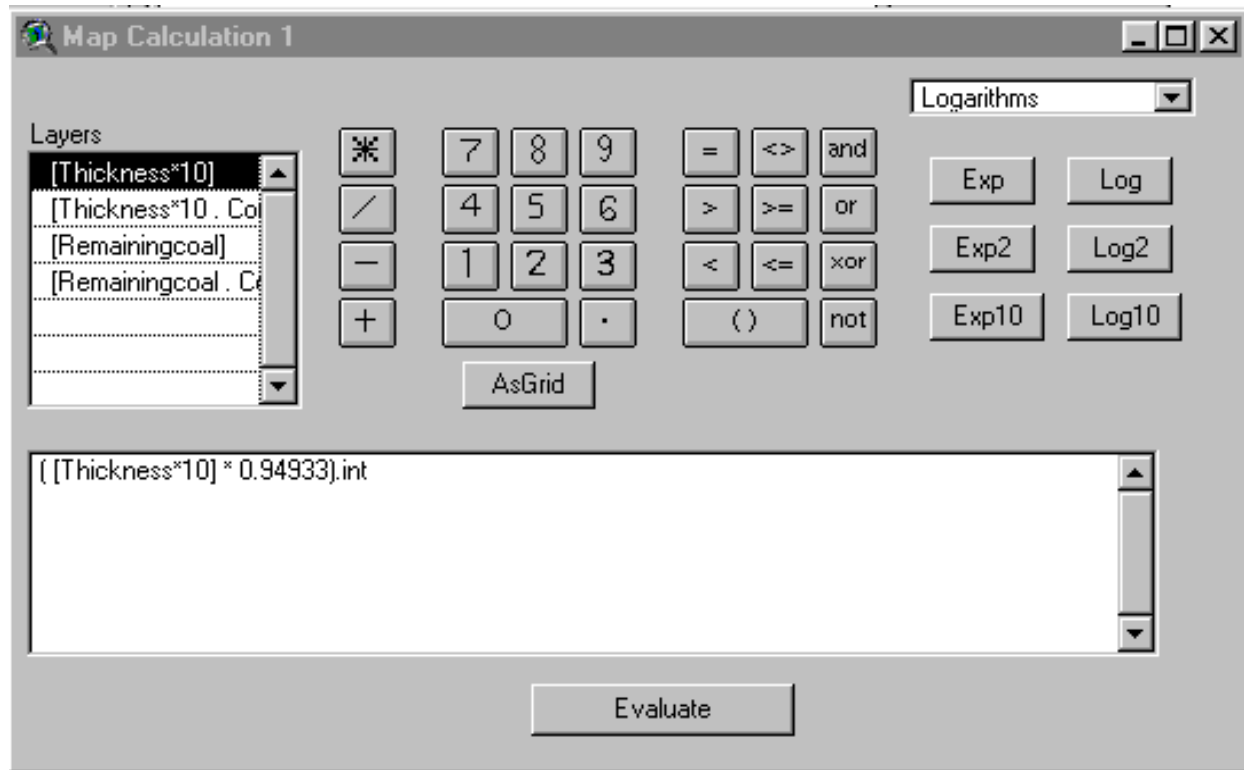 Map Calculation 1
Logarithms
Layers
[Thickness*10]
[Thickness*10 . Co
[Remainingcoal]
[Remainingcoal . C
* 7 8 9 = <> and
/ 4 5 6 > >= or
- 1 2 3 < <= xor
+ 0 . ( ) not
AsGrid
Exp Log
Exp2 Log2
Exp10 Log10
( [Thickness*10] * 0.94933).int
Evaluate